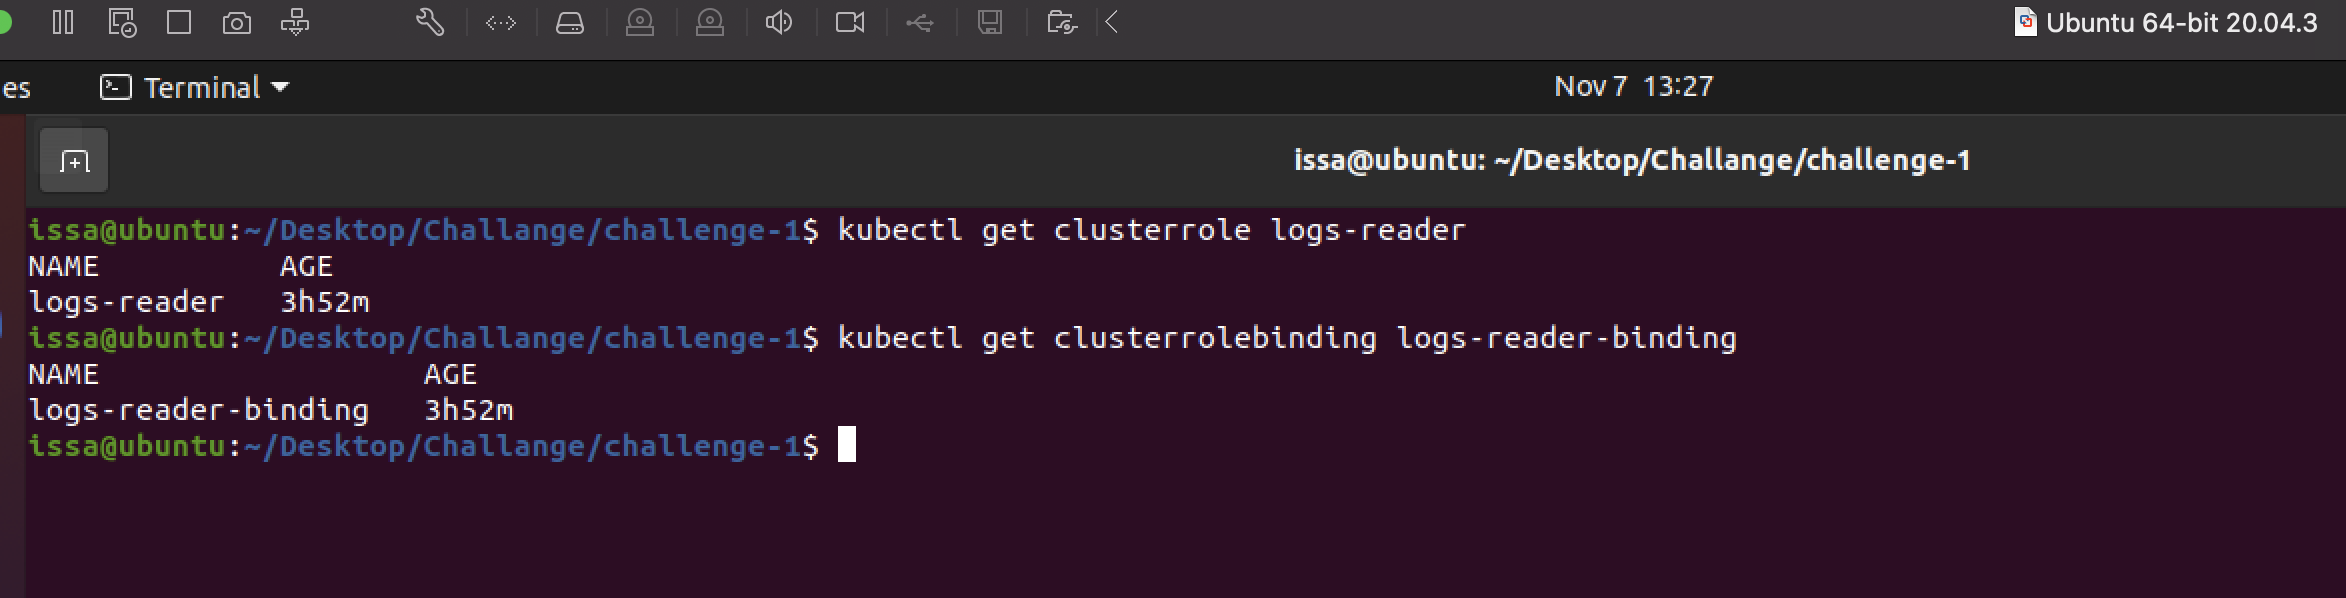 Ubuntu 64-bit 20.04.3
es Terminal Nov 7 13:27
issa@ubuntu: ~/Desktop/Challange/challenge-1
issa@ubuntu:~/Desktop/Challange/challenge-1$ kubectl get clusterrole logs-reader
NAME AGE
logs-reader 3h52m
issa@ubuntu:~/Desktop/Challange/challenge-1$ kubectl get clusterrolebinding logs-reader-binding
NAME AGE
logs-reader-binding 3h52m
issa@ubuntu:~/Desktop/Challange/challenge-1$